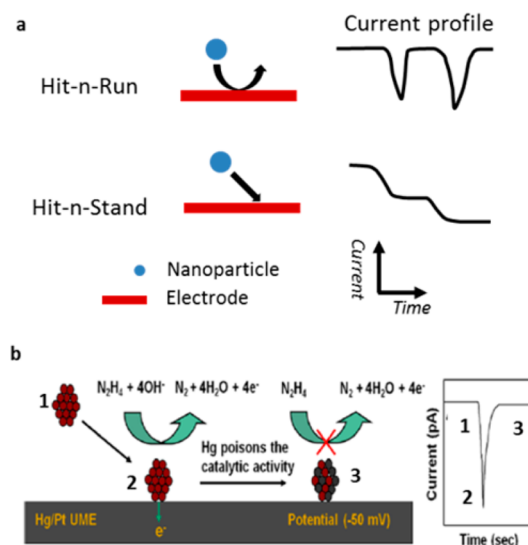 a
Current profile
Hit-n-Run
Hit-n-Stand
Current
Time
Nanoparticle
Electrode
b
1
N₂H₄ + 4OH⁻ N₂ + 4H₂O + 4e⁻
N₂H₄ N₂ + 4H₂O + 4e⁻
Hg poisons the
catalytic activity
2
3
Hg/Pt UME
e⁻
Potential (-50 mV)
Current (pA)
1
3
2
Time (sec)